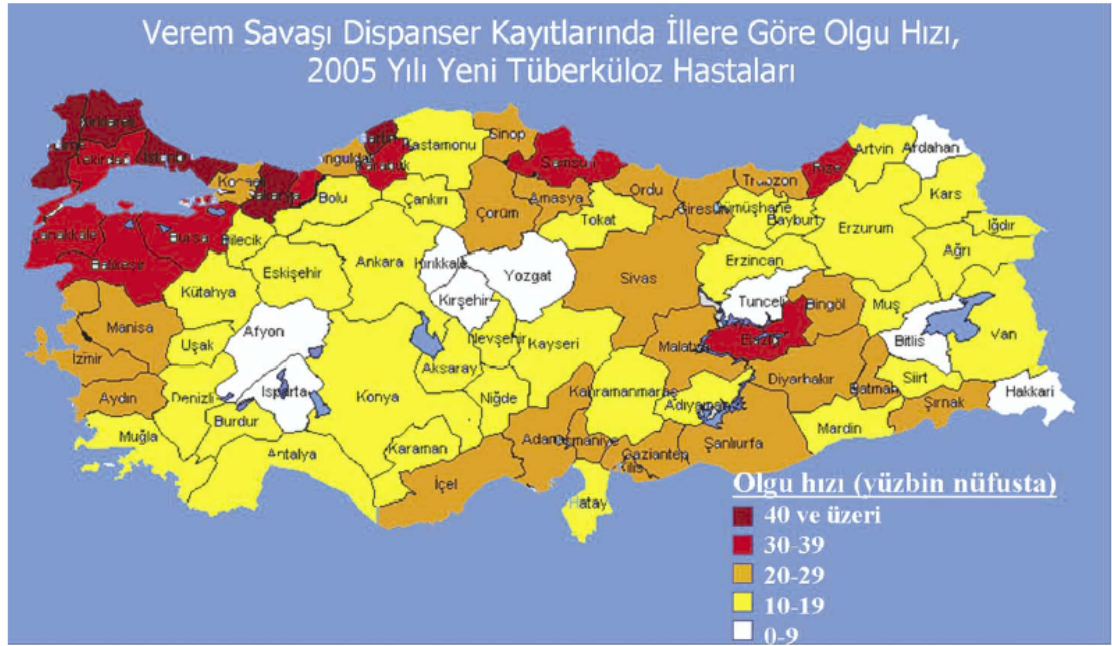 Verem Savaşı Dispanser Kayıtlarında İllere Göre Olgu Hızı,
2005 Yılı Yeni Tüberküloz Hastaları
Sinop
Kastamonu
Samsun
Artvin
Ardahan
Rize
Tekirdağ
Bolu
Çankırı
Çorum
Amasya
Ordu
Giresun
Trabzon
Gümüşhane
Bayburt
Kars
Tokat
Erzurum
Iğdır
Ağrı
Bursa
Bilecik
Eskişehir
Ankara
Kırıkkale
Yozgat
Sivas
Erzincan
Kütahya
Kırşehir
Tunceli
Bingöl
Muş
Manisa
Afyon
Uşak
Nevşehir
Kayseri
Malatya
Bitlis
Van
İzmir
Aksaray
Diyarbakır
Batman
Siirt
Aydın
Denizli
Isparta
Konya
Niğde
Kahramanmaraş
Adıyaman
Şırnak
Hakkari
Burdur
Mardin
Muğla
Antalya
Karaman
Osmaniye
Gaziantep
Şanlıurfa
Kilis
İçel
Hatay
Olgu hızı (yüzbin nüfusta)
40 ve üzeri
30-39
20-29
10-19
0-9